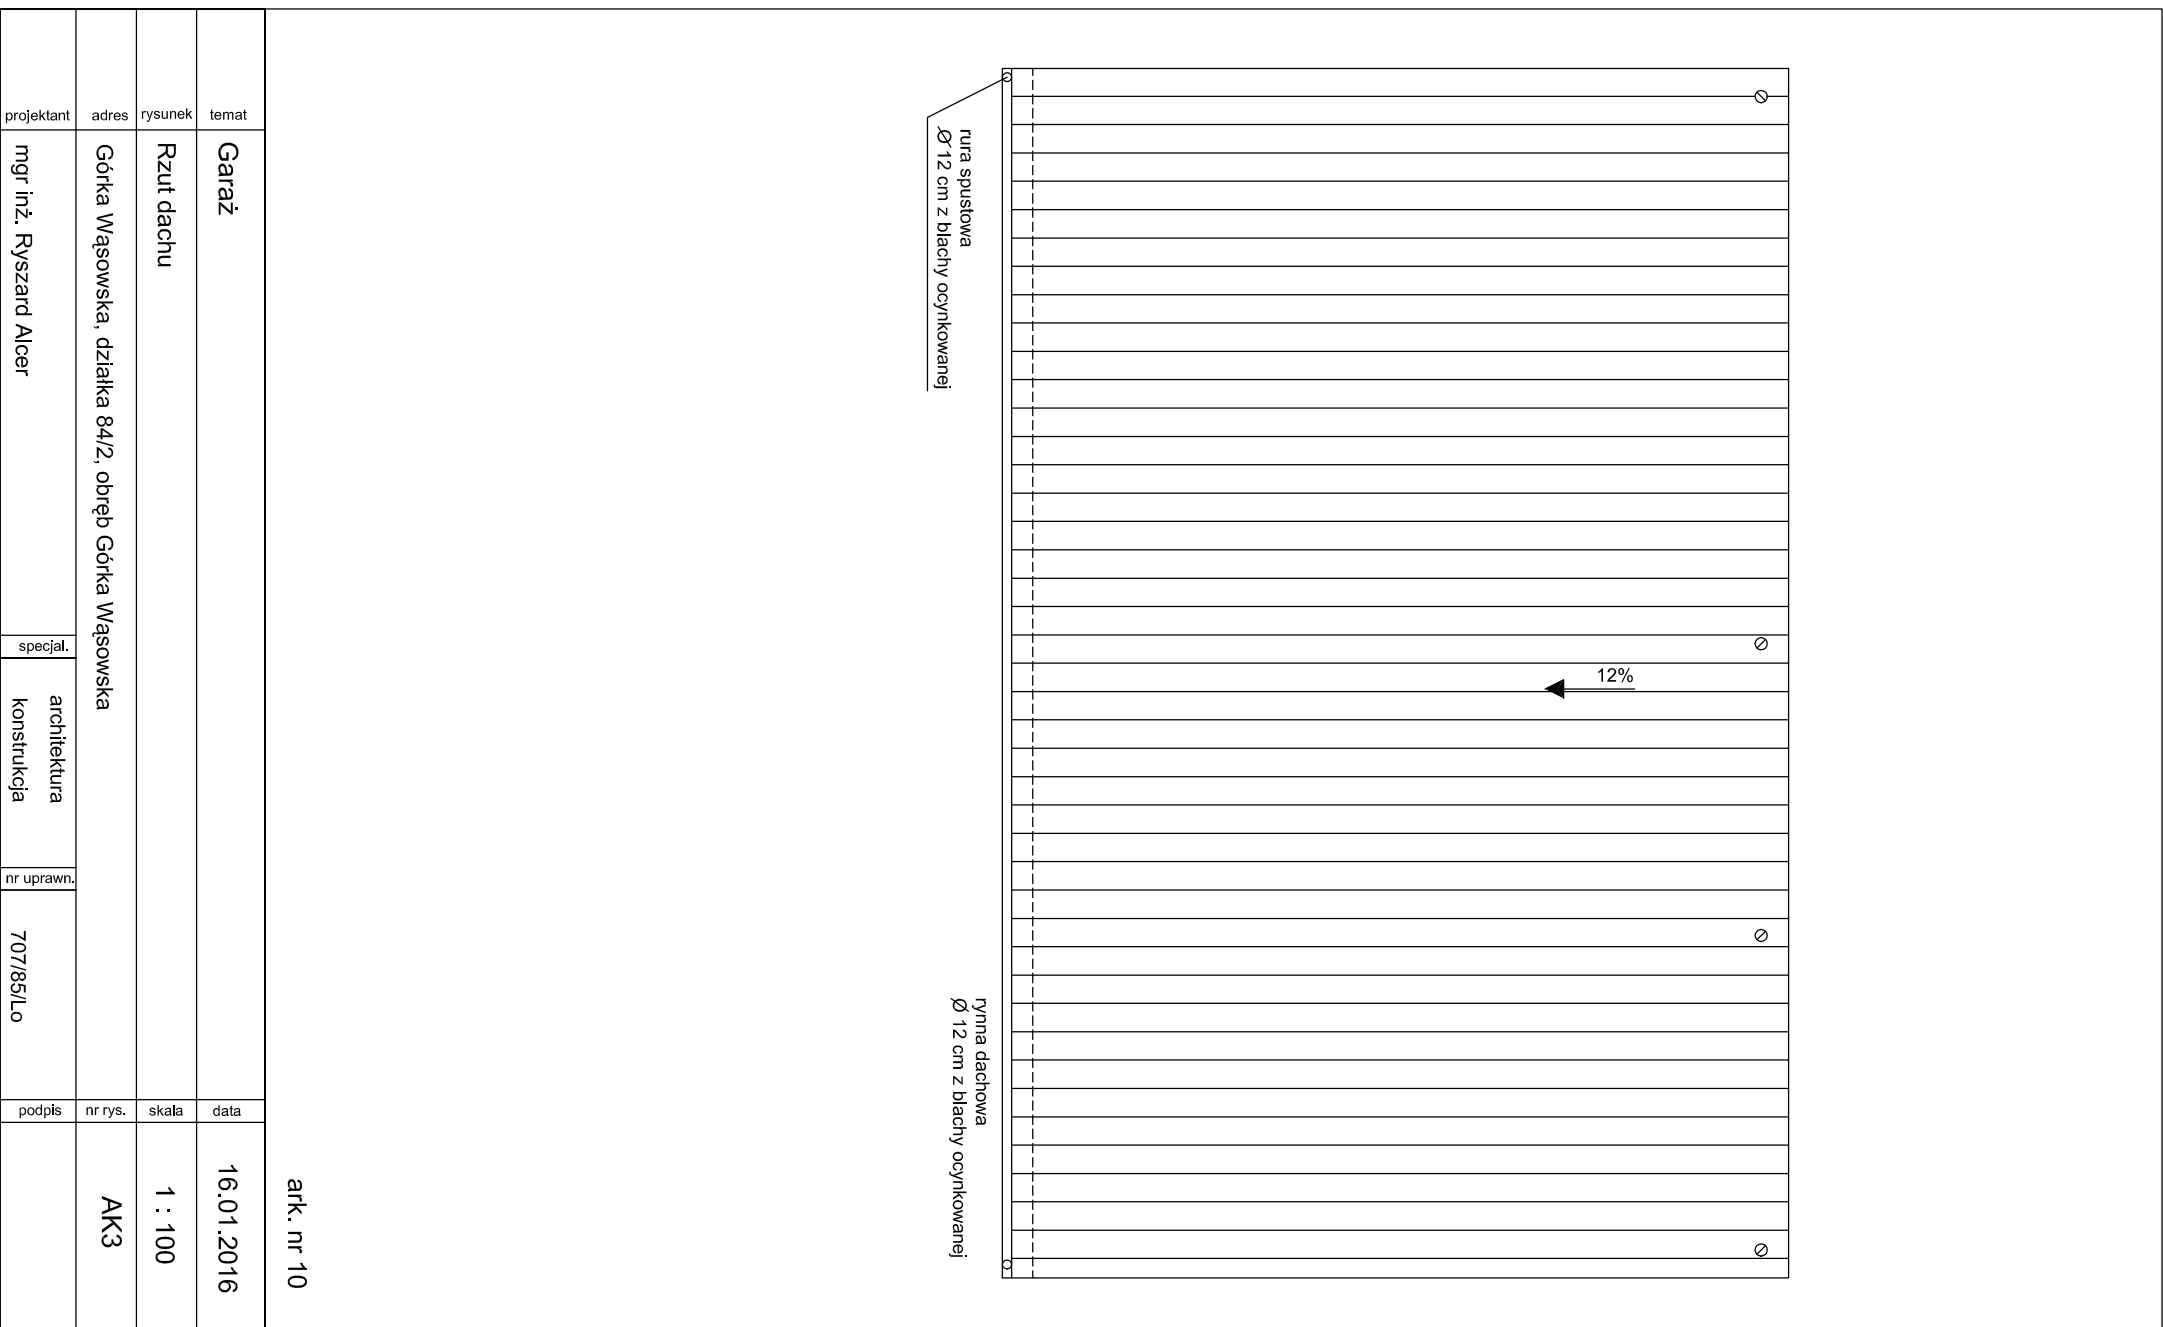 ark. nr 10
temat
Garaż
data
16.01.2016
rysunek
Rzut dachu
skala
1 : 100
adres
Górka Wąsowska, działka 84/2, obręb Górka Wąsowska
nr rys.
AK3
projektant
mgr inż. Ryszard Alcer
specjal.
architektura
konstrukcja
nr uprawn.
707/85/Lo
podpis
rura spustowa
Ø 12 cm z blachy ocynkowanej
12%
rynna dachowa
Ø 12 cm z blachy ocynkowanej